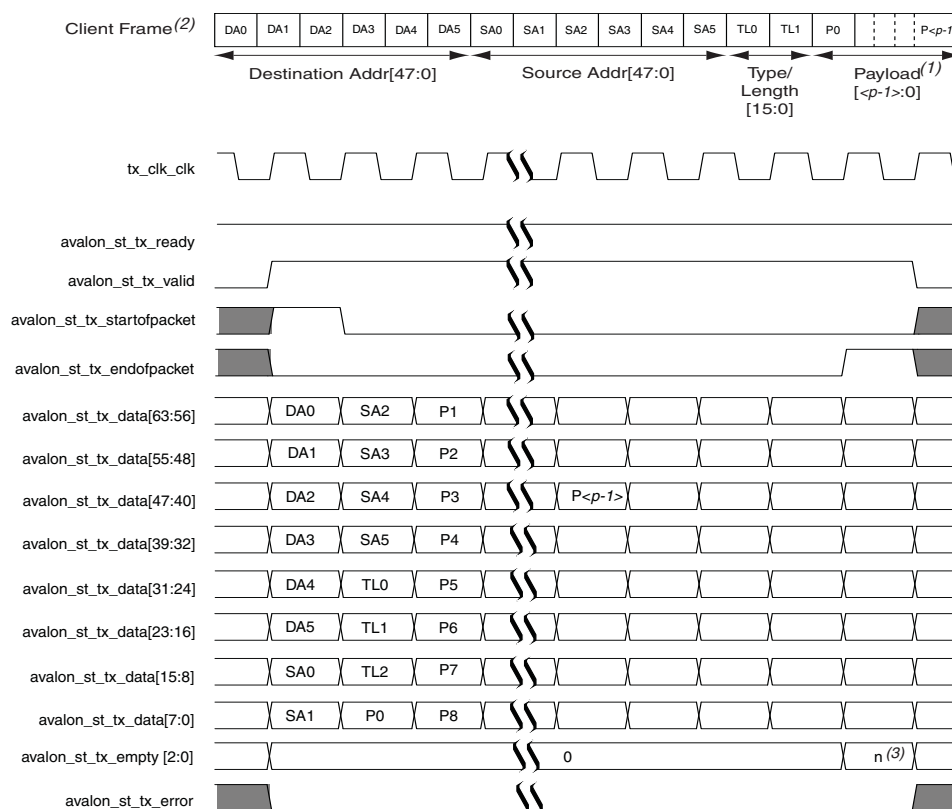 Client Frame(2) DA0 DA1 DA2 DA3 DA4 DA5 SA0 SA1 SA2 SA3 SA4 SA5 TL0 TL1 P0 P<p-1
Destination Addr[47:0] Source Addr[47:0] Type/ Length [15:0] Payload(1) [<p-1>:0]
tx_clk_clk
avalon_st_tx_ready
avalon_st_tx_valid
avalon_st_tx_startofpacket
avalon_st_tx_endofpacket
avalon_st_tx_data[63:56] DA0 SA2 P1
avalon_st_tx_data[55:48] DA1 SA3 P2
avalon_st_tx_data[47:40] DA2 SA4 P3 P<p-1>
avalon_st_tx_data[39:32] DA3 SA5 P4
avalon_st_tx_data[31:24] DA4 TL0 P5
avalon_st_tx_data[23:16] DA5 TL1 P6
avalon_st_tx_data[15:8] SA0 TL2 P7
avalon_st_tx_data[7:0] SA1 P0 P8
avalon_st_tx_empty [2:0] 0 n(3)
avalon_st_tx_error